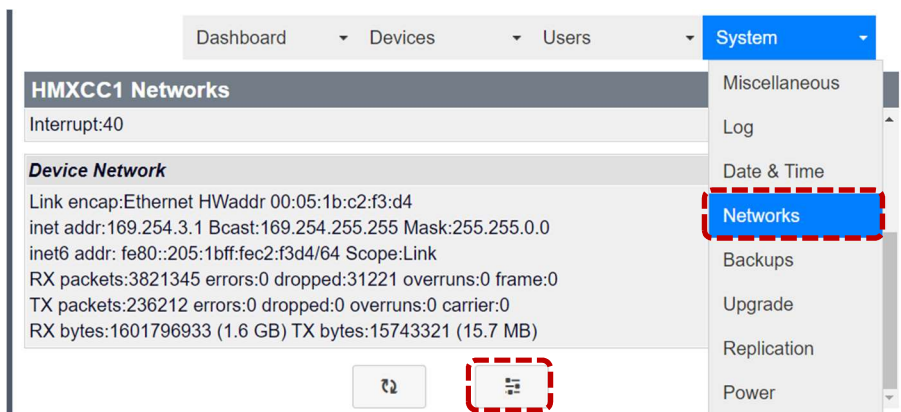 Dashboard Devices Users System
HMXCC1 Networks
Interrupt:40
Device Network
Link encap:Ethernet HWaddr 00:05:1b:c2:f3:d4
inet addr:169.254.3.1 Bcast:169.254.255.255 Mask:255.255.0.0
inet6 addr: fe80::205:1bff:fec2:f3d4/64 Scope:Link
RX packets:3821345 errors:0 dropped:31221 overruns:0 frame:0
TX packets:236212 errors:0 dropped:0 overruns:0 carrier:0
RX bytes:1601796933 (1.6 GB) TX bytes:15743321 (15.7 MB)
Miscellaneous
Log
Date & Time
Networks
Backups
Upgrade
Replication
Power